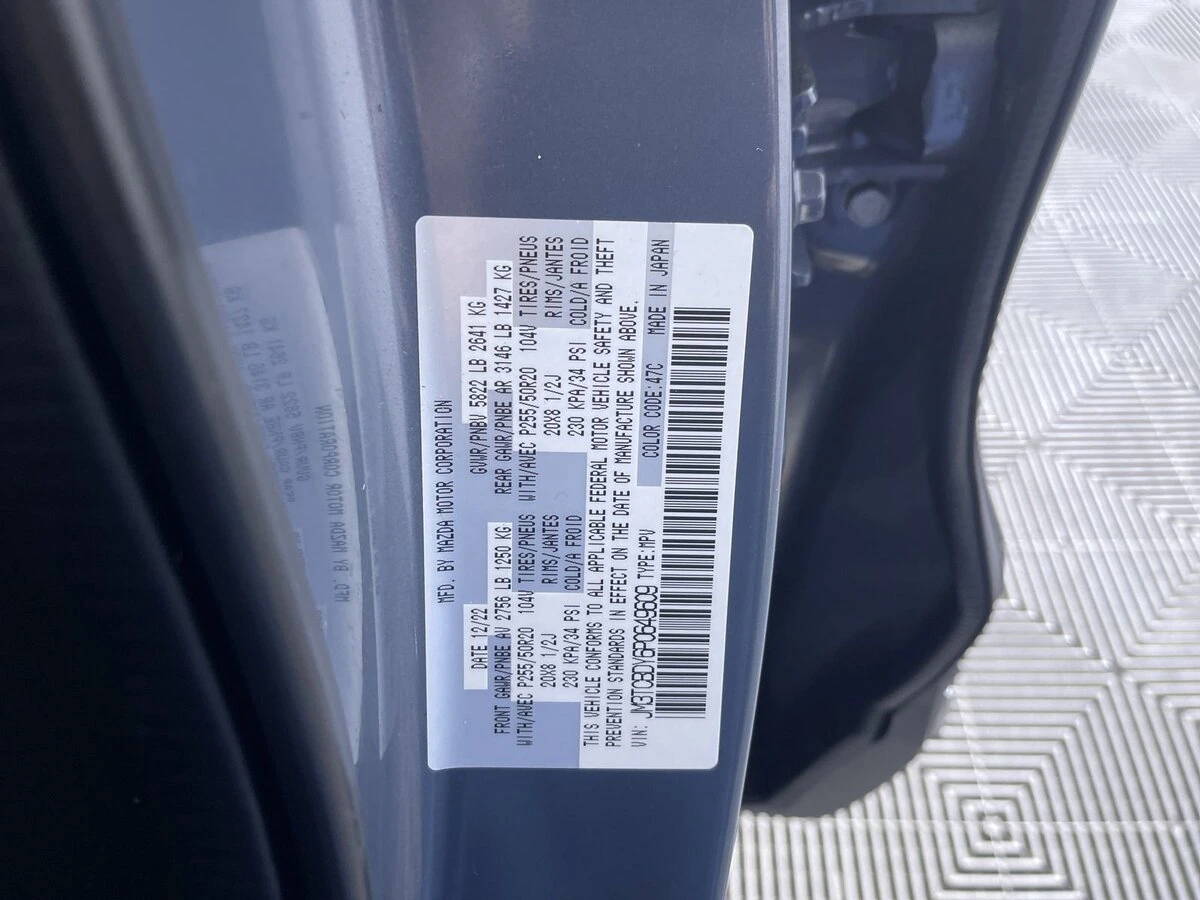 MFD. BY MAZDA MOTOR CORPORATION
DATE 12/22 GVWR/PNBV 5822 LB 2641 KG
FRONT GAWR/PNBE AV 2756 LB 1250 KG REAR GAWR/PNBE AR 3146 LB 1427 KG
WITH/AVEC P255/50R20 104V TIRES/PNEUS WITH/AVEC P255/50R20 104V TIRES/PNEUS
20X8 1/2J RIMS/JANTES 20X8 1/2J RIMS/JANTES
230 KPA/34 PSI COLD/A FROID 230 KPA/34 PSI COLD/A FROID
THIS VEHICLE CONFORMS TO ALL APPLICABLE FEDERAL MOTOR VEHICLE SAFETY AND THEFT
PREVENTION STANDARDS IN EFFECT ON THE DATE OF MANUFACTURE SHOWN ABOVE.
VIN: JM3TCBDY6P0649609 TYPE:MPV COLOR CODE:47C MADE IN JAPAN